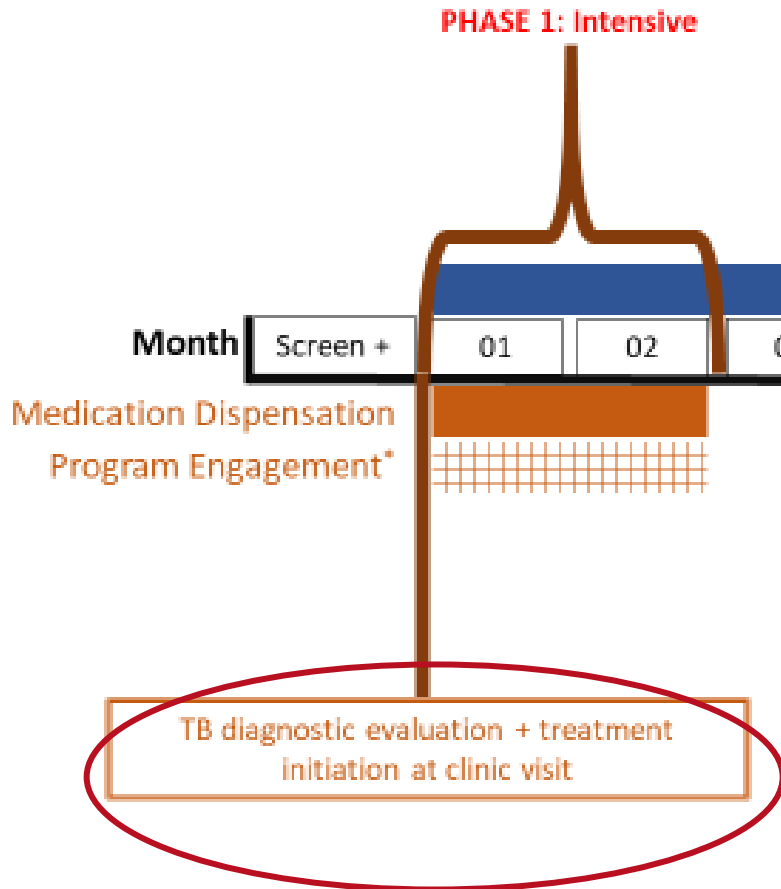 PHASE 1: Intensive
Month Screen + 01 02
Medication Dispensation
Program Engagement*
TB diagnostic evaluation + treatment
initiation at clinic visit